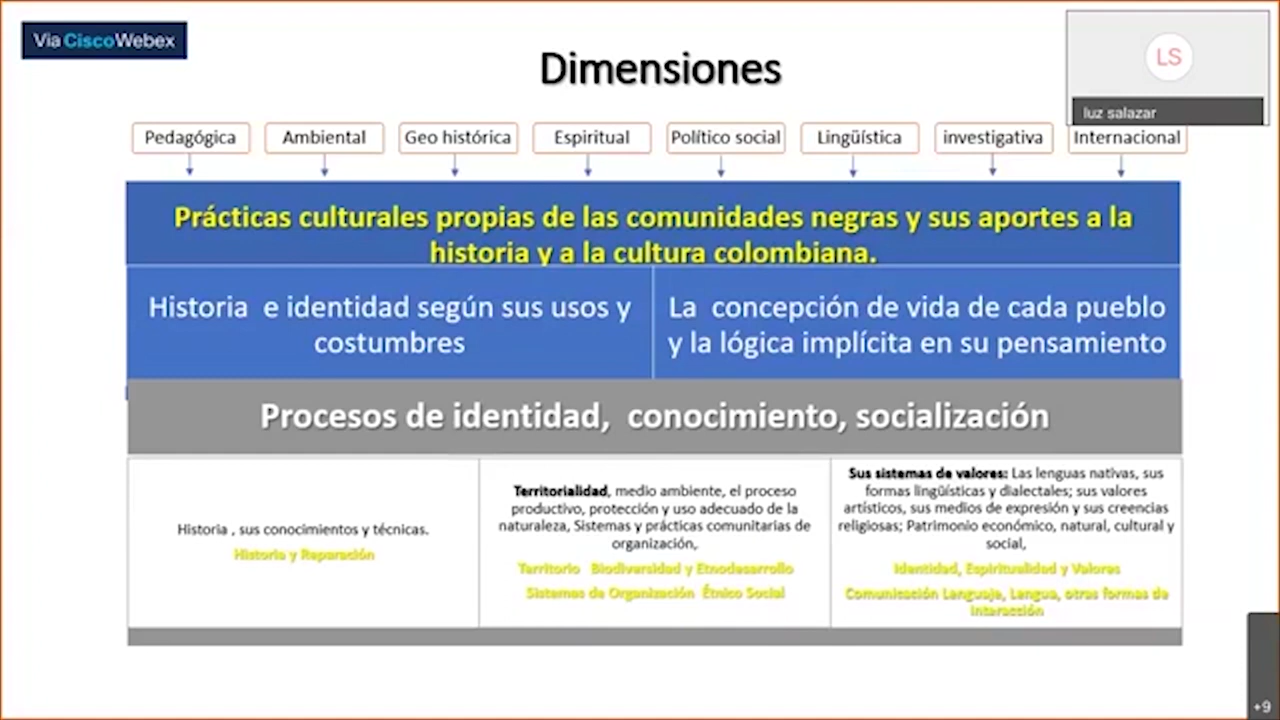 Via CiscoWebex
Dimensiones
LS
luz salazar
Pedagógica
Ambiental
Geo histórica
Espiritual
Político social
Lingüística
investigativa
Internacional
Prácticas culturales propias de las comunidades negras y sus aportes a la
historia y a la cultura colombiana.
Historia e identidad según sus usos y
costumbres
La concepción de vida de cada pueblo
y la lógica implícita en su pensamiento
Procesos de identidad, conocimiento, socialización
Historia , sus conocimientos y técnicas.
Historia y Reparación
Territorialidad, medio ambiente, el proceso
productivo, protección y uso adecuado de la
naturaleza, Sistemas y prácticas comunitarias de
organización,
Territorio Biodiversidad y Etnodesarrollo
Sistemas de Organización Étnico Social
Sus sistemas de valores: Las lenguas nativas, sus
formas lingüísticas y dialectales; sus valores
artísticos, sus medios de expresión y sus creencias
religiosas; Patrimonio económico, natural, cultural y
social,
Identidad, Espiritualidad y Valores
Comunicación Lenguaje, Lengua, otras formas de
interacción
+9